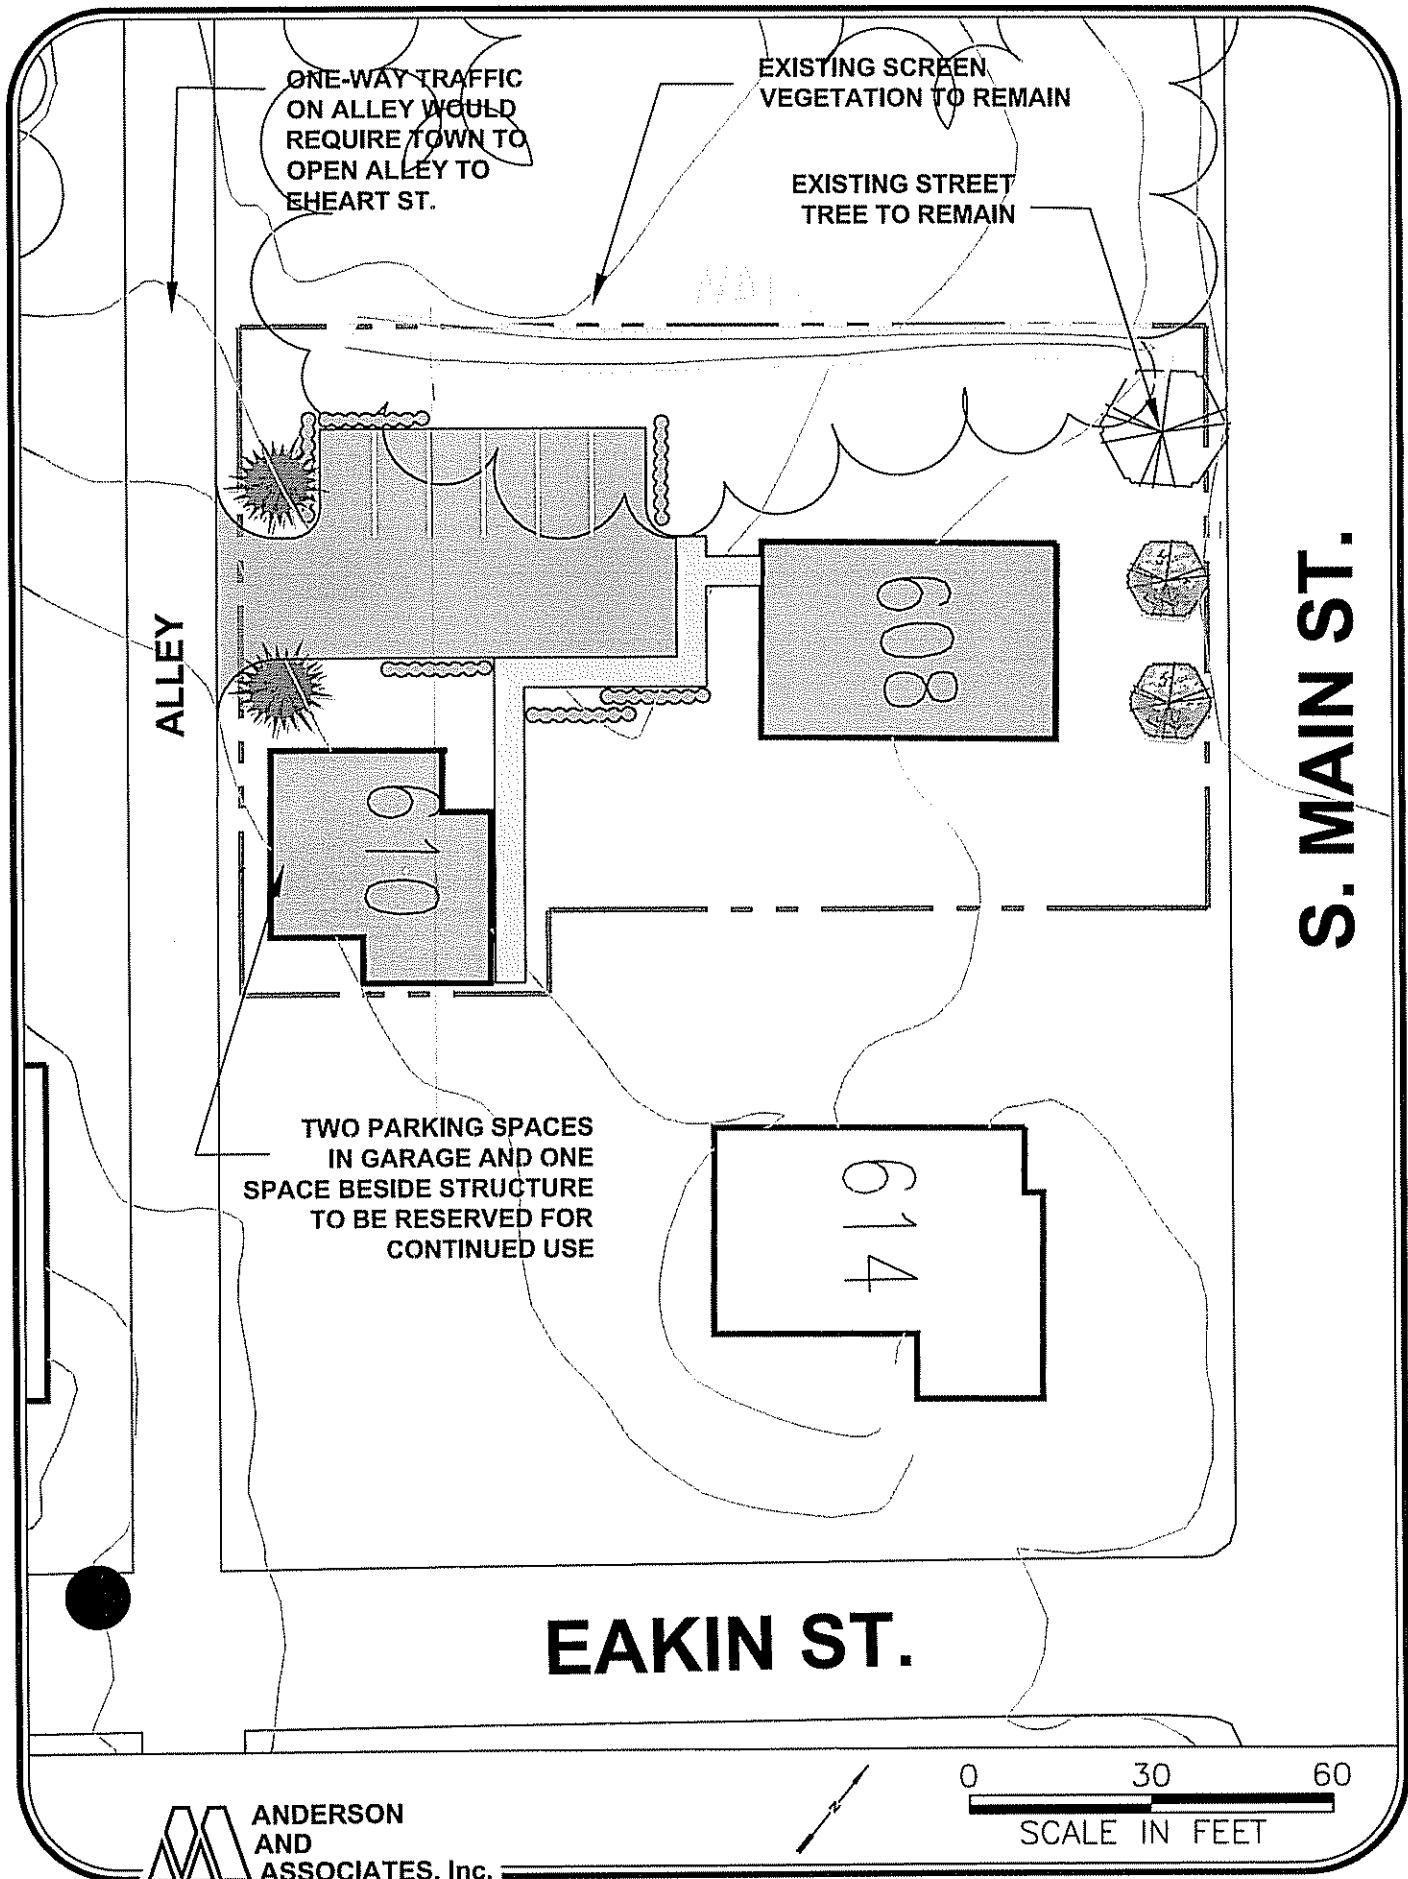 ONE-WAY TRAFFIC
ON ALLEY WOULD
REQUIRE TOWN TO
OPEN ALLEY TO
EHEART ST.
EXISTING SCREEN
VEGETATION TO REMAIN
EXISTING STREET
TREE TO REMAIN
ALLEY
608
610
S. MAIN ST.
TWO PARKING SPACES
IN GARAGE AND ONE
SPACE BESIDE STRUCTURE
TO BE RESERVED FOR
CONTINUED USE
614
EAKIN ST.
N
0 30 60
SCALE IN FEET
ANDERSON
AND
ASSOCIATES, Inc.